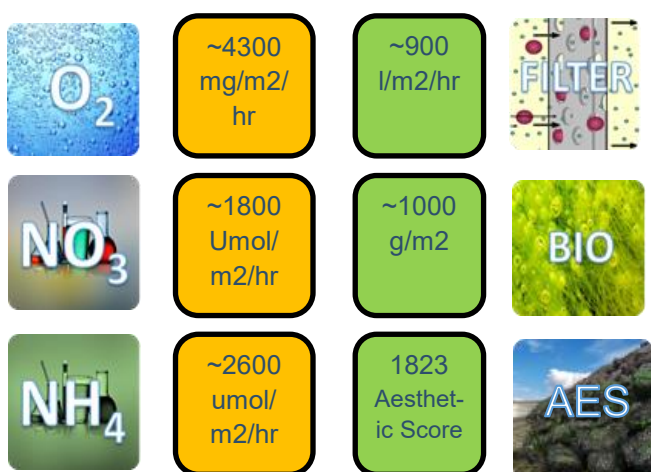 O2
~4300
mg/m2/
hr
~900
l/m2/hr
FILTER
NO3
~1800
Umol/
m2/hr
~1000
g/m2
BIO
NH4
~2600
umol/
m2/hr
1823
Aesthet-
ic Score
AES